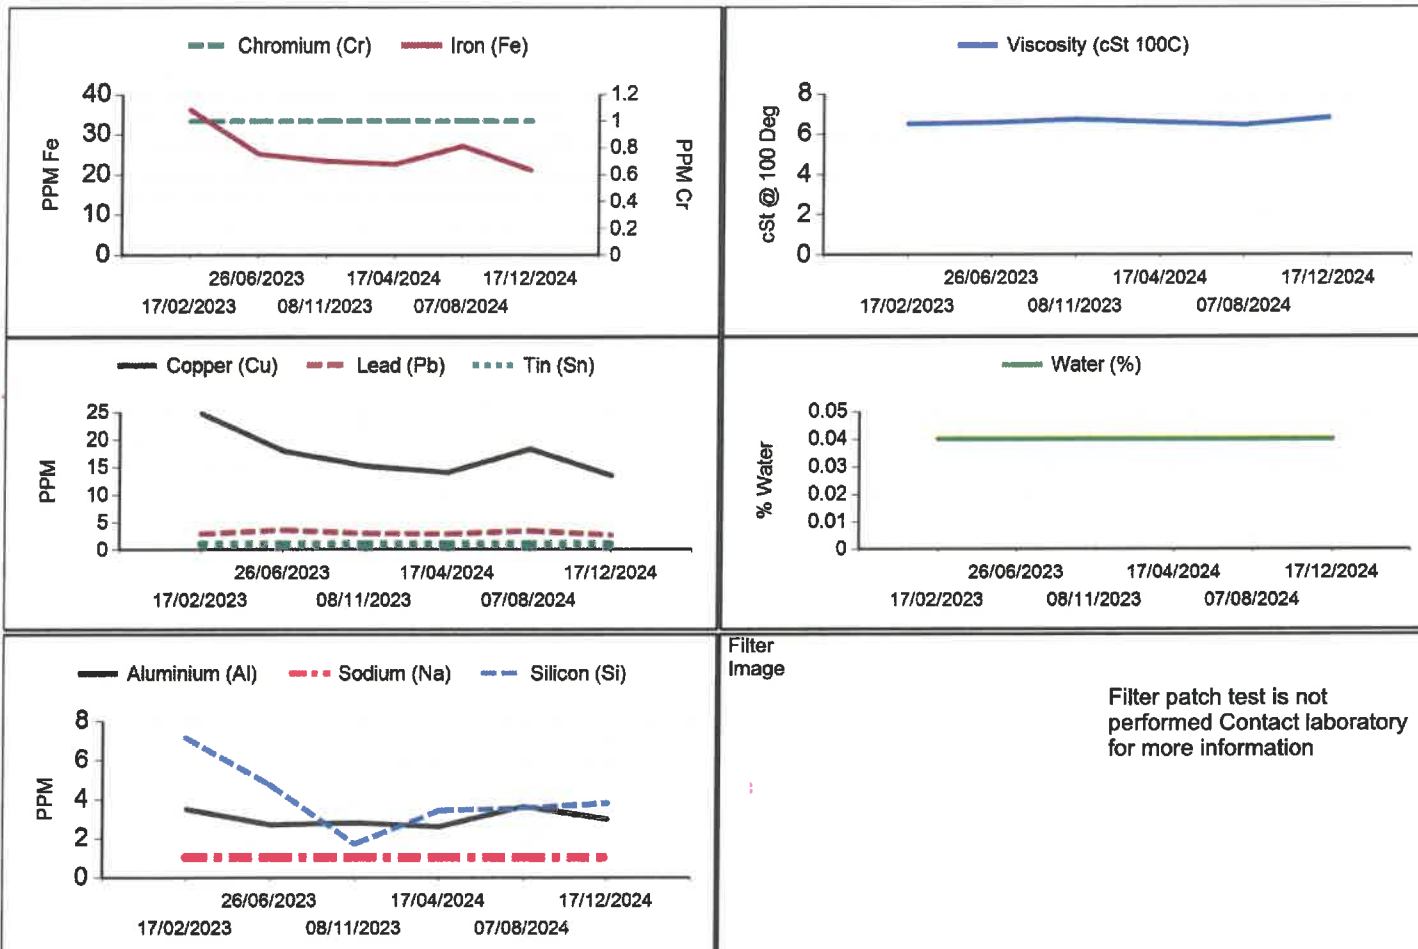 Chromium (Cr) Iron (Fe)
PPM Fe
40
30
20
10
0
1.2
1
0.8
0.6
0.4
0.2
0
PPM Cr
26/06/2023 17/04/2024 17/12/2024
17/02/2023 08/11/2023 07/08/2024
Viscosity (cSt 100C)
cSt @ 100 Deg
8
6
4
2
0
26/06/2023 17/04/2024 17/12/2024
17/02/2023 08/11/2023 07/08/2024
Copper (Cu) Lead (Pb) Tin (Sn)
PPM
25
20
15
10
5
0
26/06/2023 17/04/2024 17/12/2024
17/02/2023 08/11/2023 07/08/2024
Water (%)
% Water
0.05
0.04
0.03
0.02
0.01
0
26/06/2023 17/04/2024 17/12/2024
17/02/2023 08/11/2023 07/08/2024
Aluminium (Al) Sodium (Na) Silicon (Si)
PPM
8
6
4
2
0
26/06/2023 17/04/2024 17/12/2024
17/02/2023 08/11/2023 07/08/2024
Filter
Image
Filter patch test is not
performed Contact laboratory
for more information